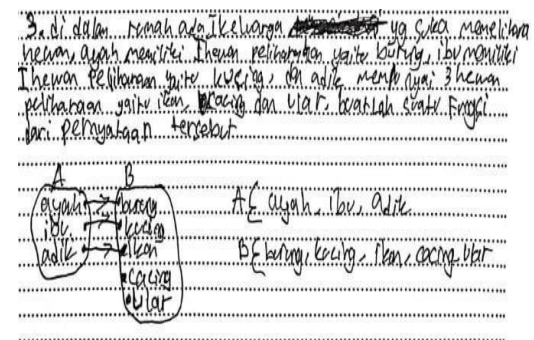 3. di dalam rumah ada 1 keluarga yg suka memelihara
hewan, ayah memiliki 1 hewan peliharaan yaitu burung, ibu memiliki
1 hewan peliharaan yaitu kucing, dan adik mempunyai 3 hewan
peliharaan yaitu ikan, cacing dan ular, buatlah suatu Fungsi
dari pernyataan tersebut
A B
ayah burung A { ayah, ibu, adik
ibu kucing
adik ikan B { burung, kucing, ikan, cacing, ular
cacing
ular